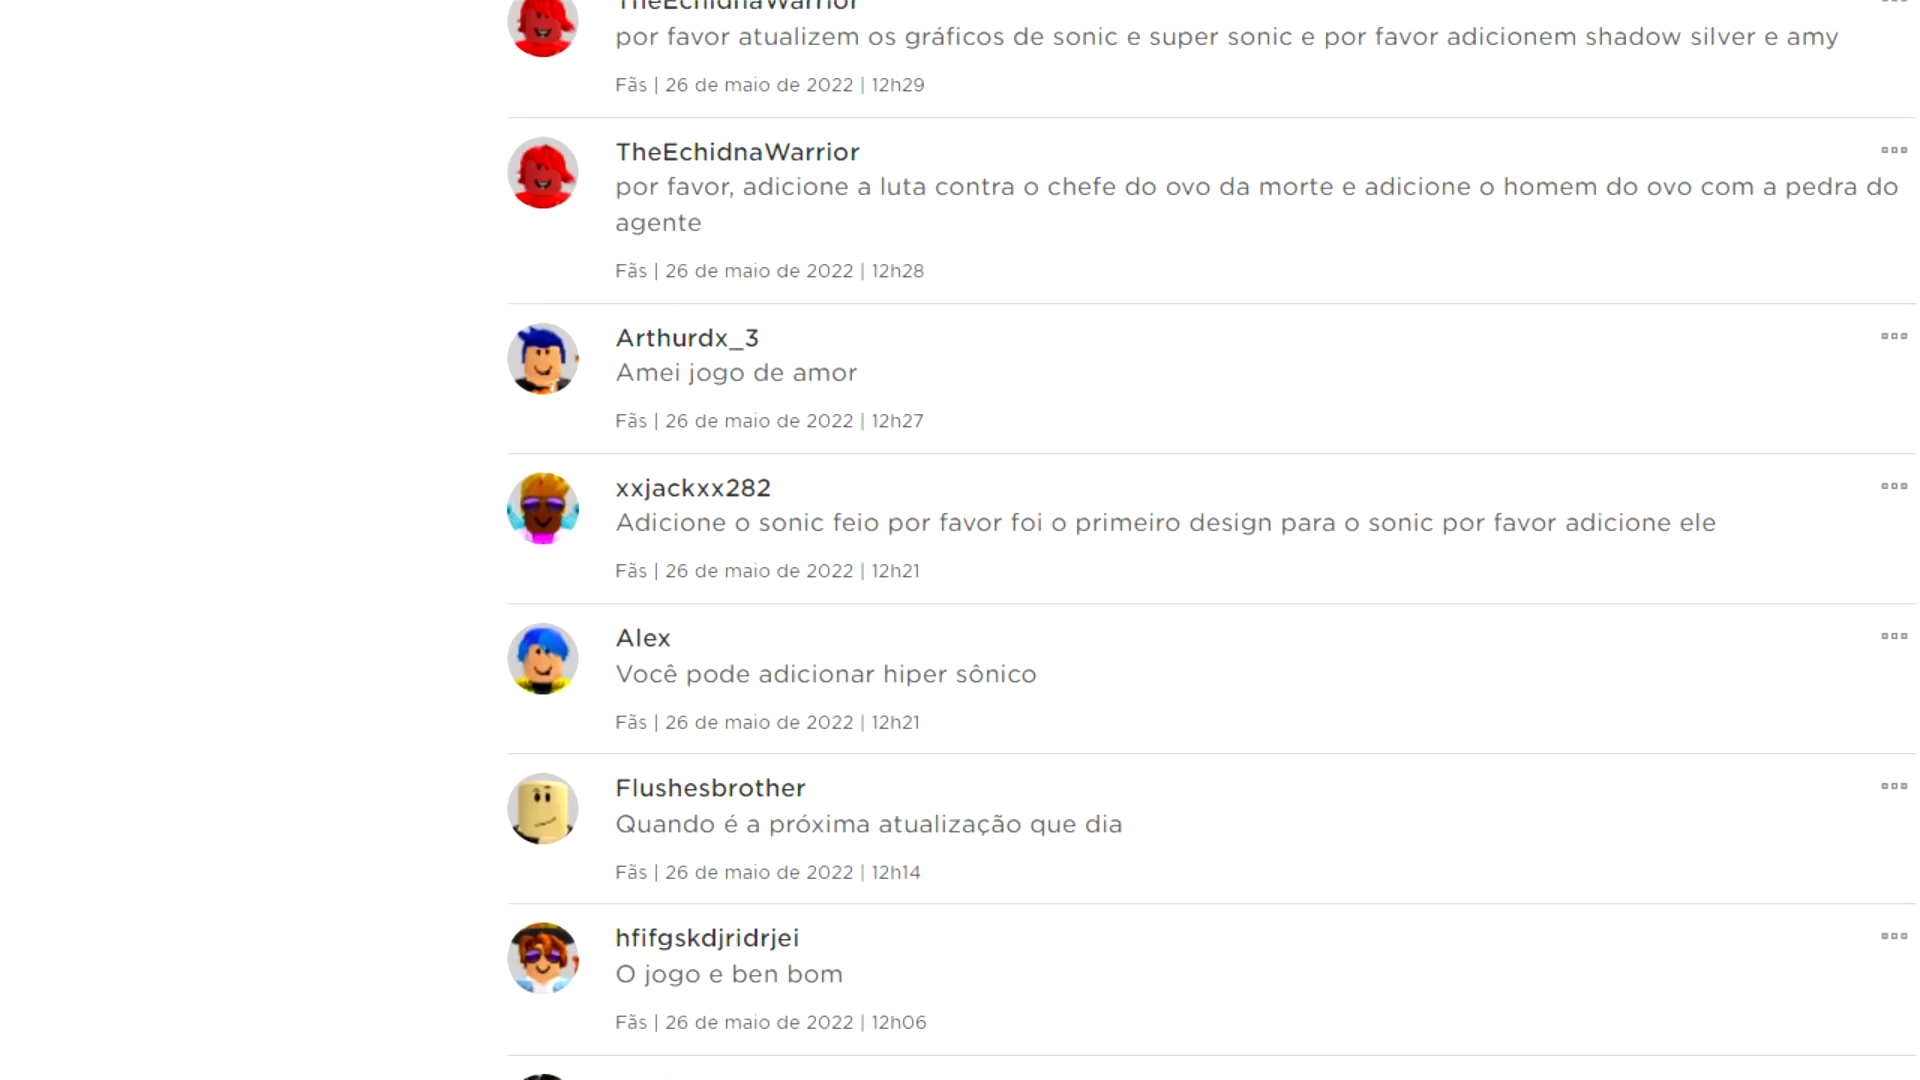 TheEchidnaWarrior
por favor atualizem os gráficos de sonic e super sonic e por favor adicionem shadow silver e amy
Fãs | 26 de maio de 2022 | 12h29
TheEchidnaWarrior
por favor, adicione a luta contra o chefe do ovo da morte e adicione o homem do ovo com a pedra do
agente
Fãs | 26 de maio de 2022 | 12h28
Arthurdx_3
Amei jogo de amor
Fãs | 26 de maio de 2022 | 12h27
xxjackxx282
Adicione o sonic feio por favor foi o primeiro design para o sonic por favor adicione ele
Fãs | 26 de maio de 2022 | 12h21
Alex
Você pode adicionar hiper sônico
Fãs | 26 de maio de 2022 | 12h21
Flushesbrother
Quando é a próxima atualização que dia
Fãs | 26 de maio de 2022 | 12h14
hfifgskdjridrjei
O jogo e ben bom
Fãs | 26 de maio de 2022 | 12h06